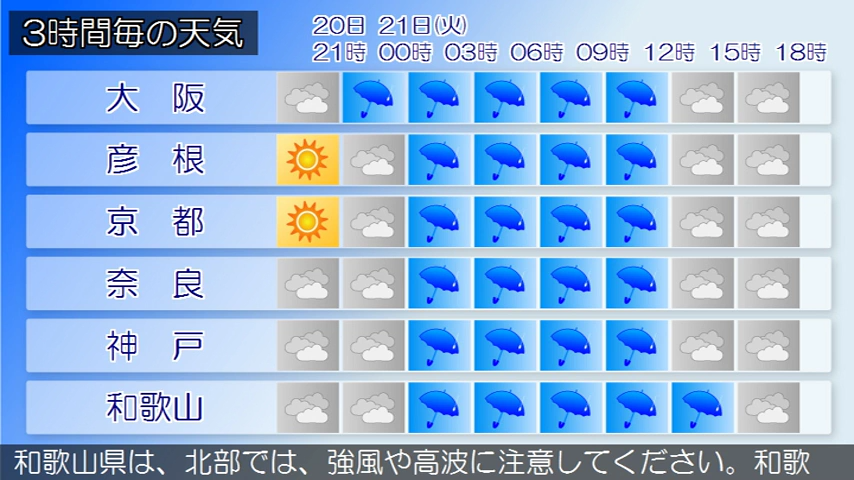 3時間毎の天気
20日 21日(火)
21時 00時 03時 06時 09時 12時 15時 18時
大 阪
彦 根
京 都
奈 良
神 戸
和歌山
和歌山県は、北部では、強風や高波に注意してください。和歌